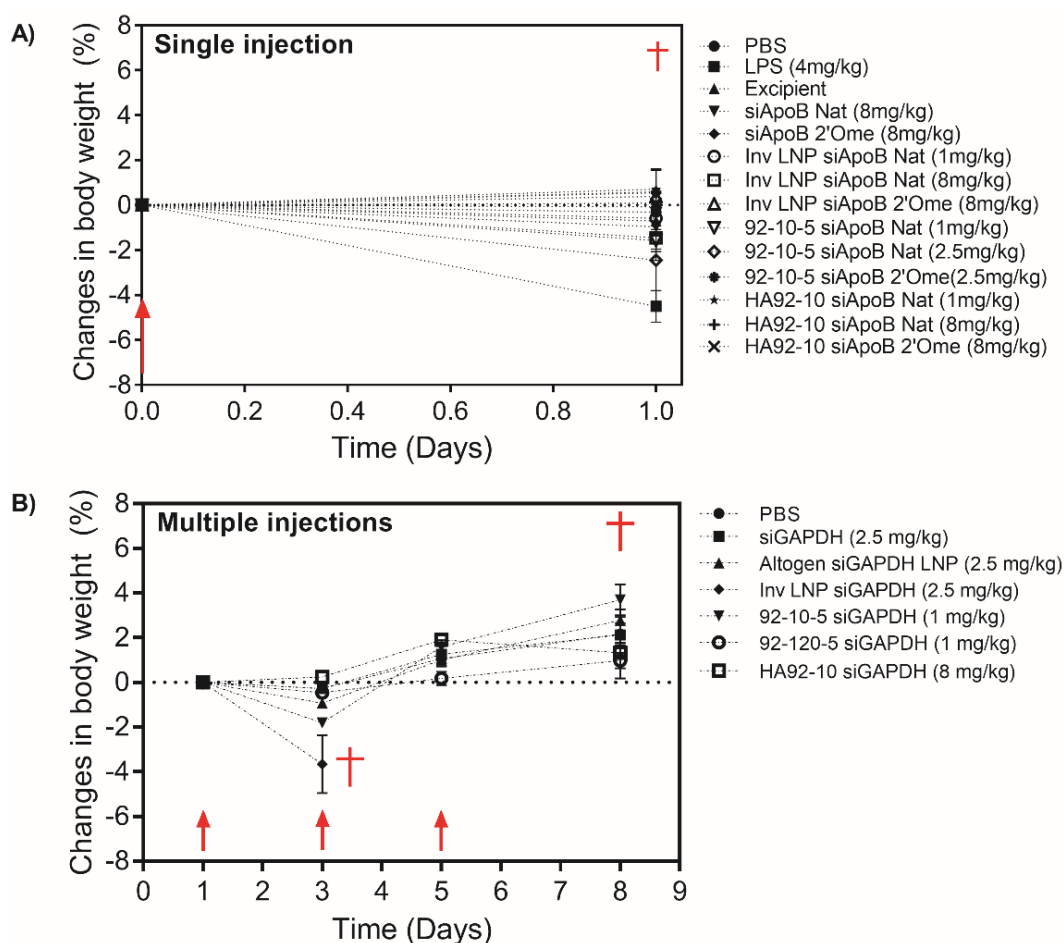 A)
Single injection
Changes in body weight (%)
8
6
4
2
0
-2
-4
-6
-8
0.0 0.2 0.4 0.6 0.8 1.0
Time (Days)
PBS
LPS (4mg/kg)
Excipient
siApoB Nat (8mg/kg)
siApoB 2'Ome (8mg/kg)
Inv LNP siApoB Nat (1mg/kg)
Inv LNP siApoB Nat (8mg/kg)
Inv LNP siApoB 2'Ome (8mg/kg)
92-10-5 siApoB Nat (1mg/kg)
92-10-5 siApoB Nat (2.5mg/kg)
92-10-5 siApoB 2'Ome(2.5mg/kg)
HA92-10 siApoB Nat (1mg/kg)
HA92-10 siApoB Nat (8mg/kg)
HA92-10 siApoB 2'Ome (8mg/kg)
B)
Multiple injections
Changes in body weight (%)
8
6
4
2
0
-2
-4
-6
-8
0 1 2 3 4 5 6 7 8 9
Time (Days)
PBS
siGAPDH (2.5 mg/kg)
Altogen siGAPDH LNP (2.5 mg/kg)
Inv LNP siGAPDH (2.5 mg/kg)
92-10-5 siGAPDH (1 mg/kg)
92-120-5 siGAPDH (1 mg/kg)
HA92-10 siGAPDH (8 mg/kg)